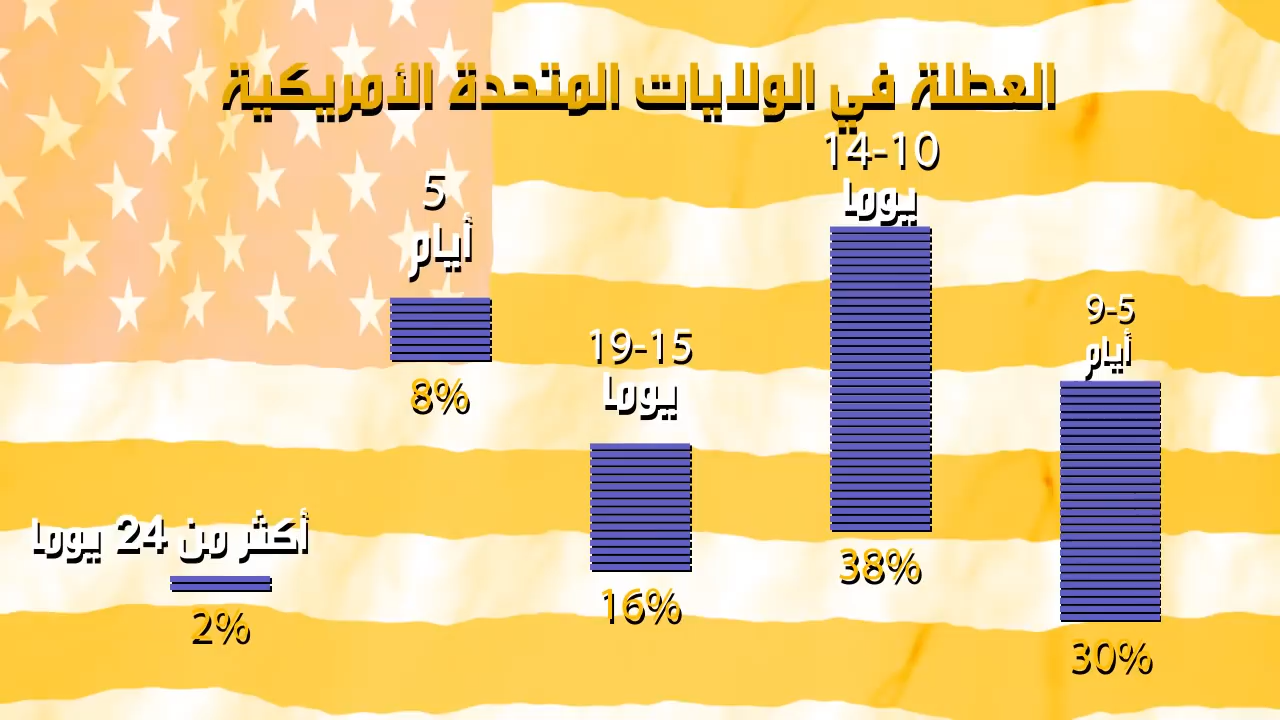 العطلة في الولايات المتحدة الأمريكية
14-10
يوما
38%
9-5
أيام
30%
19-15
يوما
16%
5
أيام
8%
أكثر من 24 يوما
2%